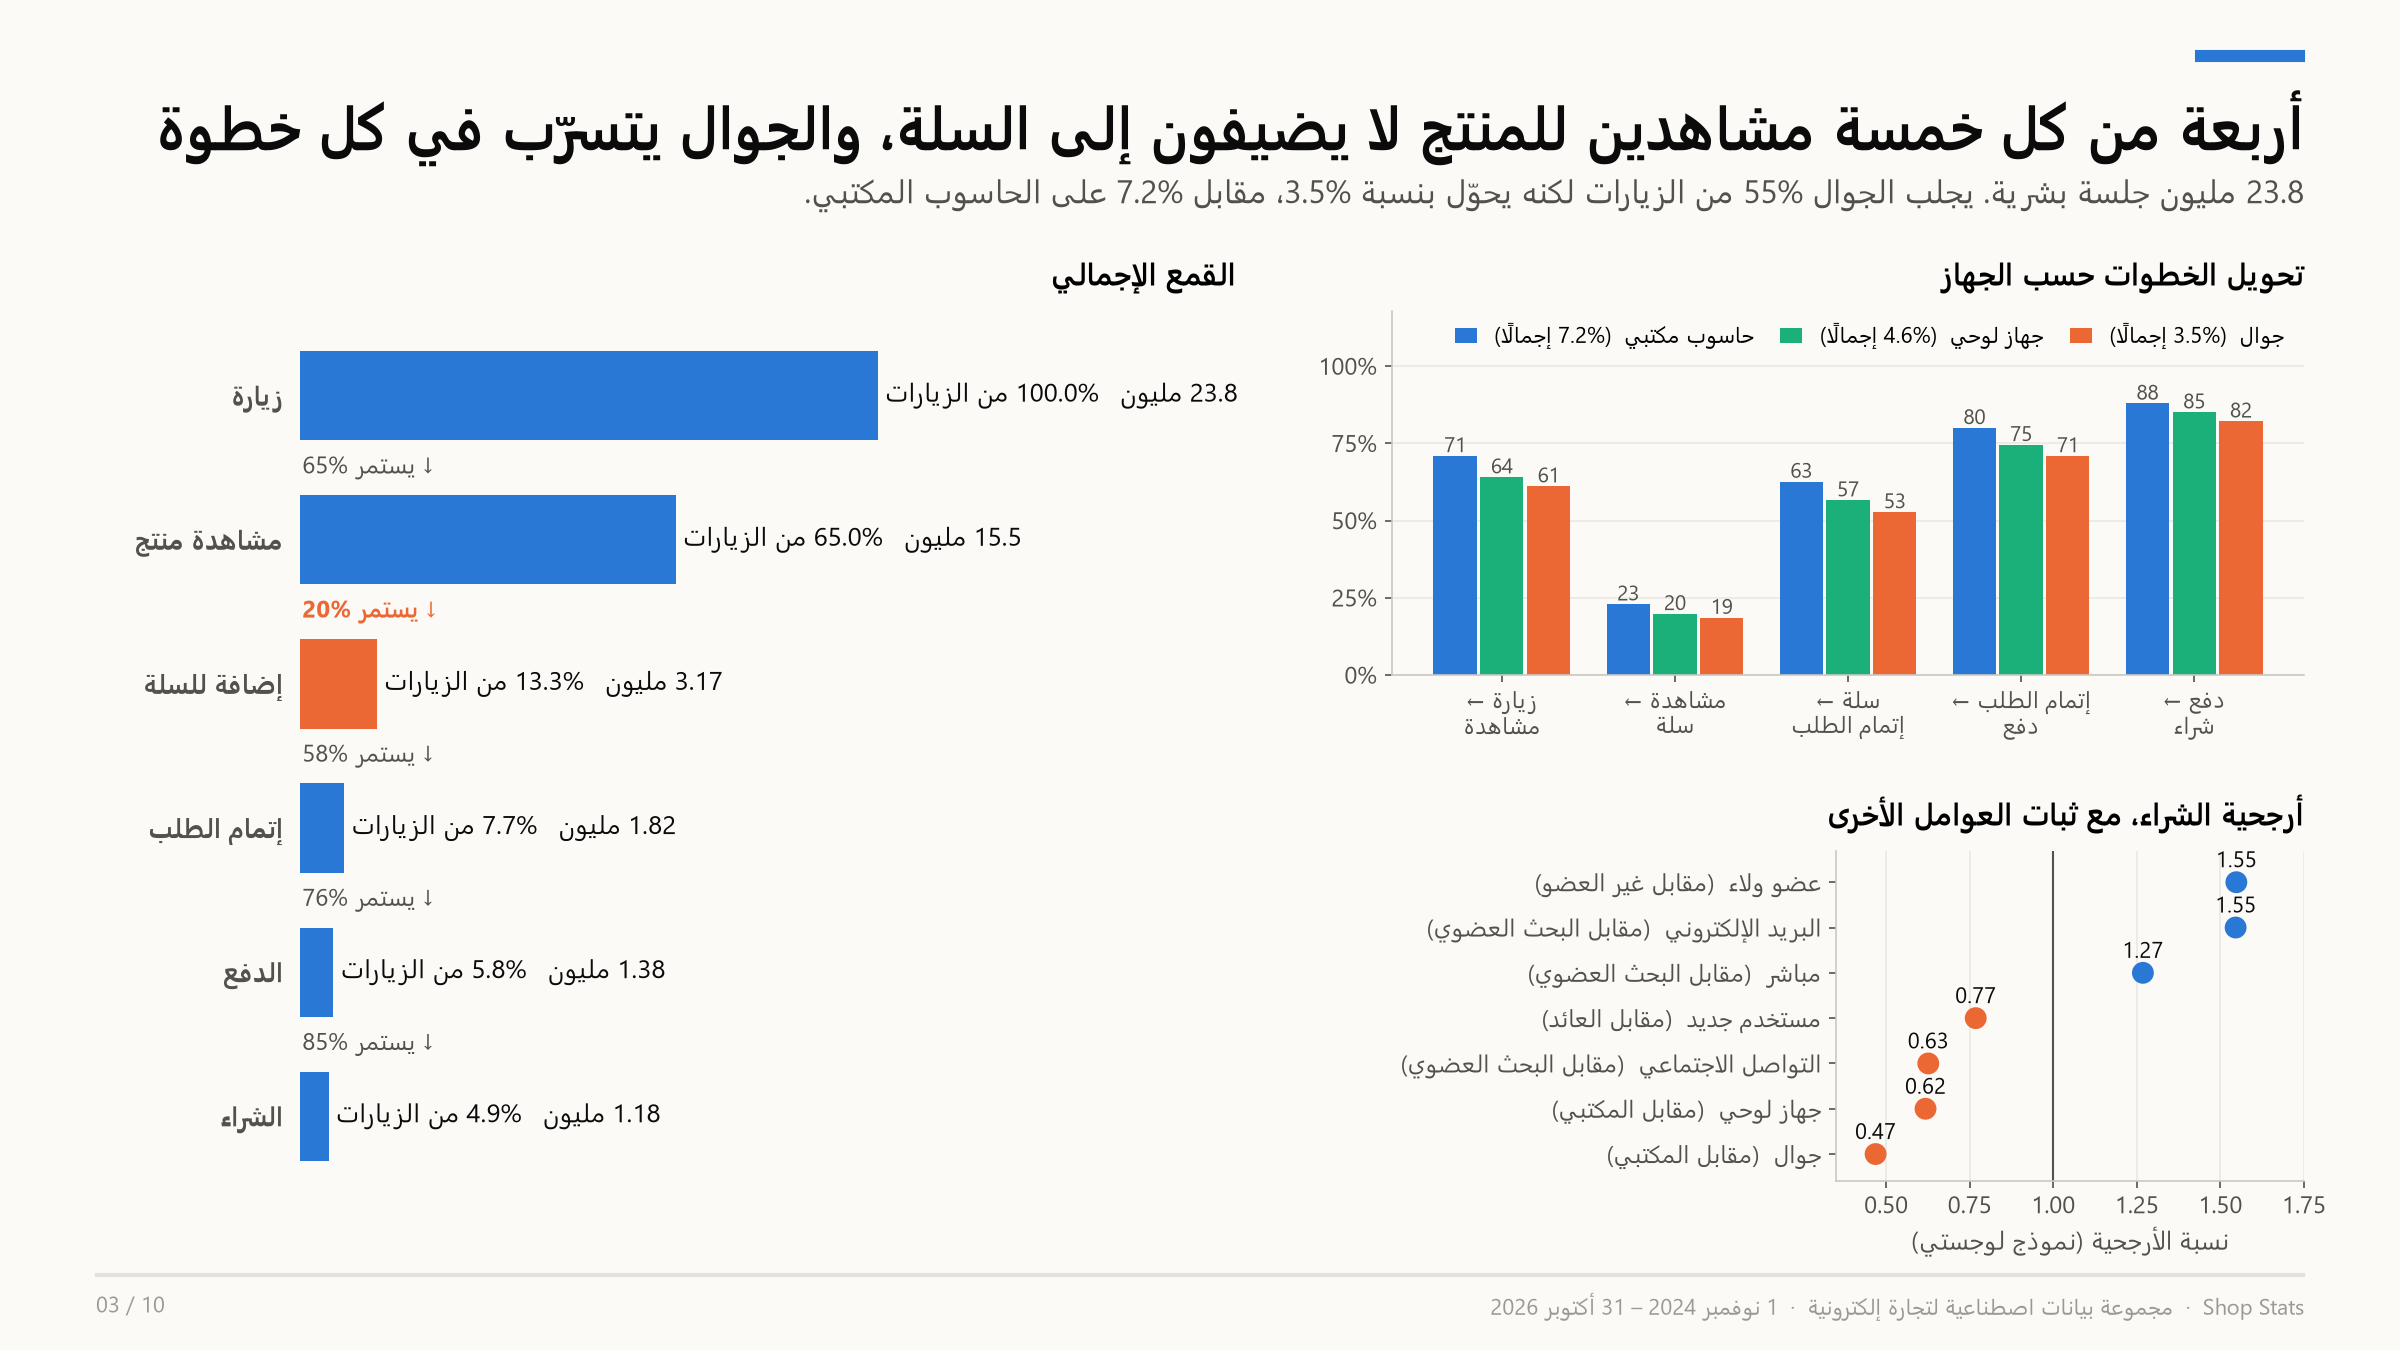 أربعة من كل خمسة مشاهدين للمنتج لا يضيفون إلى السلة، والجوال يتسرّب في كل خطوة
23.8 مليون جلسة بشرية. يجلب الجوال 55% من الزيارات لكنه يحوّل بنسبة 3.5%، مقابل 7.2% على الحاسوب المكتبي.
تحويل الخطوات حسب الجهاز
جوال (3.5% إجمالًا)
جهاز لوحي (4.6% إجمالًا)
حاسوب مكتبي (7.2% إجمالًا)
100%
75%
50%
25%
0%
71 64 61
23 20 19
63 57 53
80 75 71
88 85 82
زيارة ←
مشاهدة
مشاهدة ←
سلة
سلة ←
إتمام الطلب
إتمام الطلب ←
دفع
دفع ←
شراء
أرجحية الشراء، مع ثبات العوامل الأخرى
عضو ولاء (مقابل غير العضو) 1.55
البريد الإلكتروني (مقابل البحث العضوي) 1.55
مباشر (مقابل البحث العضوي) 1.27
مستخدم جديد (مقابل العائد) 0.77
التواصل الاجتماعي (مقابل البحث العضوي) 0.63
جهاز لوحي (مقابل المكتبي) 0.62
جوال (مقابل المكتبي) 0.47
0.50 0.75 1.00 1.25 1.50 1.75
نسبة الأرجحية (نموذج لوجستي)
القمع الإجمالي
زيارة
23.8 مليون 100.0% من الزيارات
↓ يستمر 65%
مشاهدة منتج
15.5 مليون 65.0% من الزيارات
↓ يستمر 20%
إضافة للسلة
3.17 مليون 13.3% من الزيارات
↓ يستمر 58%
إتمام الطلب
1.82 مليون 7.7% من الزيارات
↓ يستمر 76%
الدفع
1.38 مليون 5.8% من الزيارات
↓ يستمر 85%
الشراء
1.18 مليون 4.9% من الزيارات
Shop Stats · مجموعة بيانات اصطناعية لتجارة إلكترونية · 1 نوفمبر 2024 – 31 أكتوبر 2026
03 / 10